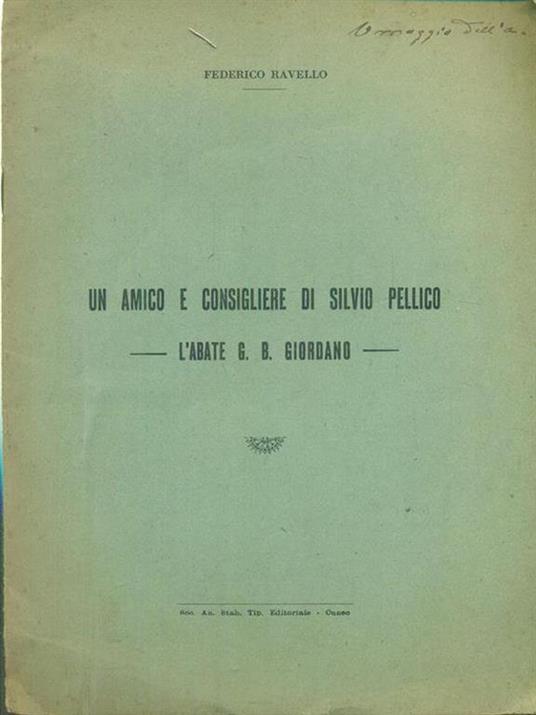 Omaggio dell'a.
FEDERICO RAVELLO
UN AMICO E CONSIGLIERE DI SILVIO PELLICO
— L'ABATE G. B. GIORDANO —
Soc. An. Stab. Tip. Editoriale - Cuneo